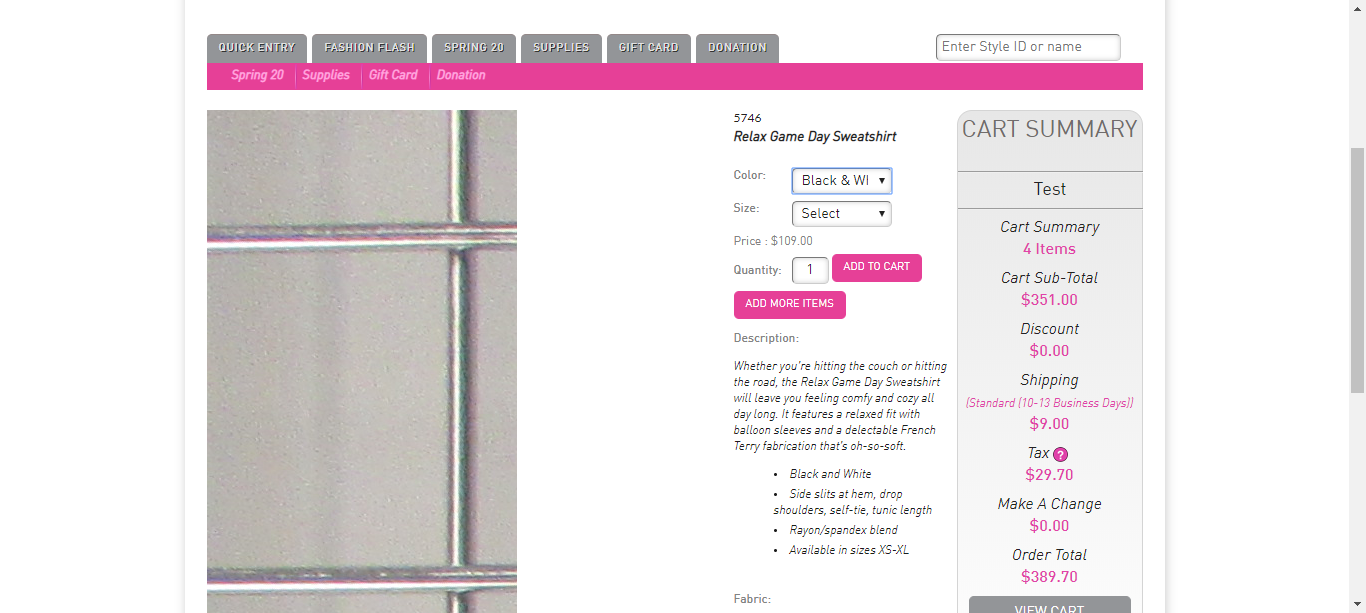 QUICK ENTRY
FASHION FLASH
SPRING 20
SUPPLIES
GIFT CARD
DONATION
Enter Style ID or name
Spring 20
Supplies
Gift Card
Donation
5746
Relax Game Day Sweatshirt
Color:
Black & WI
Size:
Select
Price : $109.00
Quantity:
1
ADD TO CART
ADD MORE ITEMS
Description:
Whether you're hitting the couch or hitting
the road, the Relax Game Day Sweatshirt
will leave you feeling comfy and cozy all
day long. It features a relaxed fit with
balloon sleeves and a delectable French
Terry fabrication that's oh-so-soft.
• Black and White
• Side slits at hem, drop
shoulders, self-tie, tunic length
• Rayon/spandex blend
• Available in sizes XS-XL
Fabric:
CART SUMMARY
Test
Cart Summary
4 Items
Cart Sub-Total
$351.00
Discount
$0.00
Shipping
(Standard (10-13 Business Days))
$9.00
Tax ?
$29.70
Make A Change
$0.00
Order Total
$389.70
VIEW CART